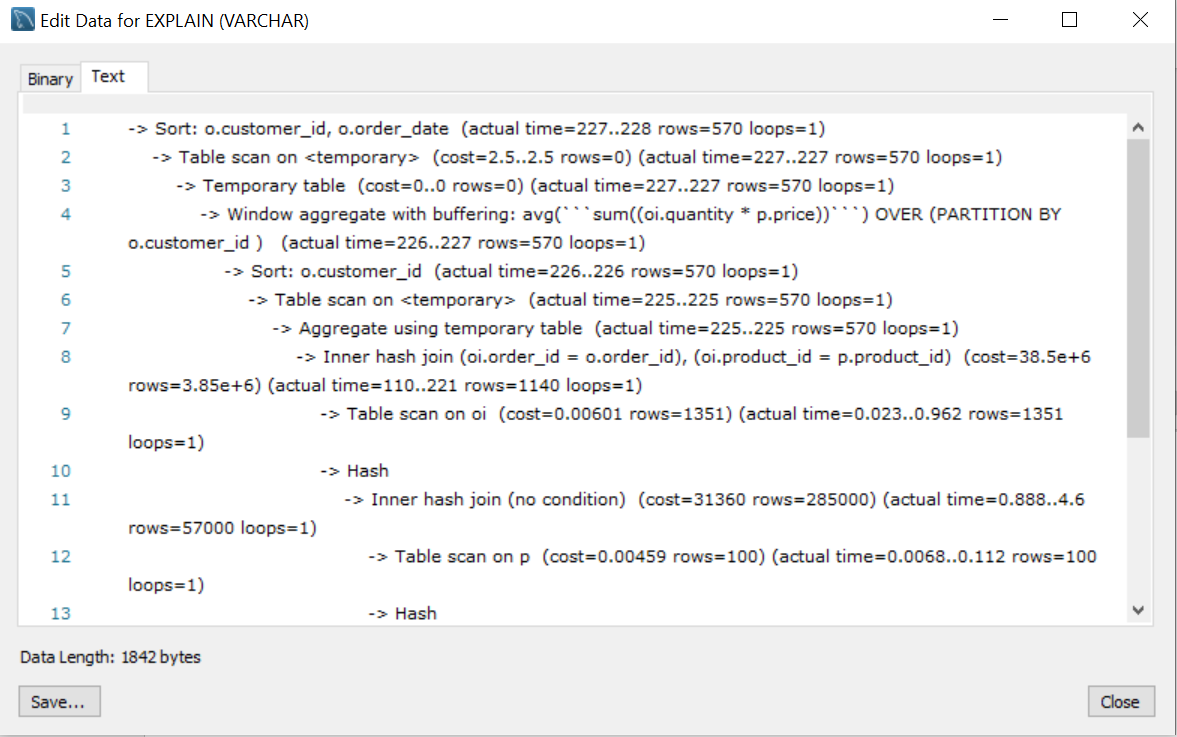 Edit Data for EXPLAIN (VARCHAR)
Binary Text
1 -> Sort: o.customer_id, o.order_date (actual time=227..228 rows=570 loops=1)
2 -> Table scan on <temporary> (cost=2.5..2.5 rows=0) (actual time=227..227 rows=570 loops=1)
3 -> Temporary table (cost=0..0 rows=0) (actual time=227..227 rows=570 loops=1)
4 -> Window aggregate with buffering: avg(```sum((oi.quantity * p.price))```) OVER (PARTITION BY
o.customer_id ) (actual time=226..227 rows=570 loops=1)
5 -> Sort: o.customer_id (actual time=226..226 rows=570 loops=1)
6 -> Table scan on <temporary> (actual time=225..225 rows=570 loops=1)
7 -> Aggregate using temporary table (actual time=225..225 rows=570 loops=1)
8 -> Inner hash join (oi.order_id = o.order_id), (oi.product_id = p.product_id) (cost=38.5e+6
rows=3.85e+6) (actual time=110..221 rows=1140 loops=1)
9 -> Table scan on oi (cost=0.00601 rows=1351) (actual time=0.023..0.962 rows=1351
loops=1)
10 -> Hash
11 -> Inner hash join (no condition) (cost=31360 rows=285000) (actual time=0.888..4.6
rows=57000 loops=1)
12 -> Table scan on p (cost=0.00459 rows=100) (actual time=0.0068..0.112 rows=100
loops=1)
13 -> Hash
Data Length: 1842 bytes
Save... Close